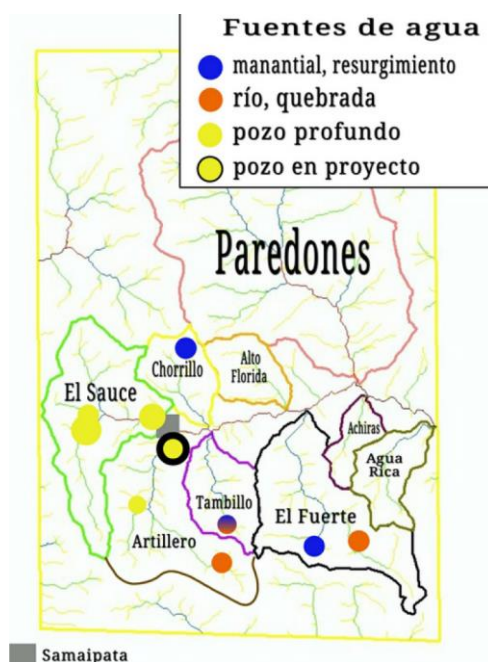 Fuentes de agua
manantial, resurgimiento
río, quebrada
pozo profundo
pozo en proyecto
Paredones
Chorrillo
Alto
Florida
El Sauce
Achiras
Agua
Rica
Tambillo
El Fuerte
Artillero
Samaipata